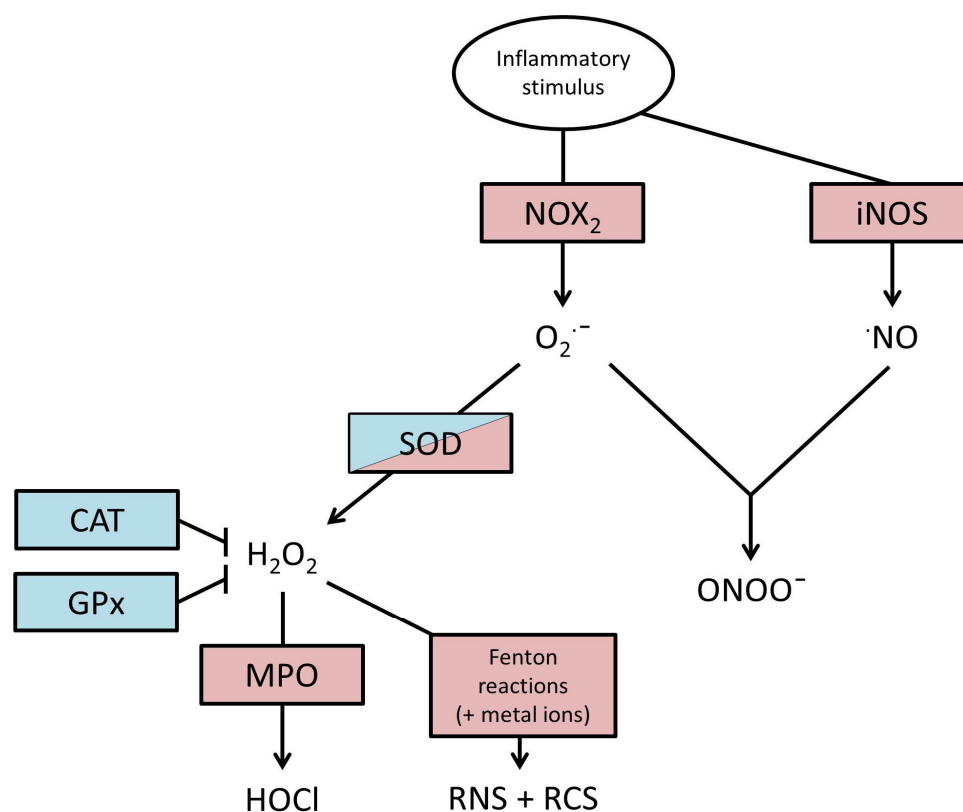 Inflammatory
stimulus
NOX₂
iNOS
O₂·⁻
·NO
SOD
CAT
H₂O₂
GPx
ONOO⁻
MPO
Fenton
reactions
(+ metal ions)
HOCl
RNS + RCS